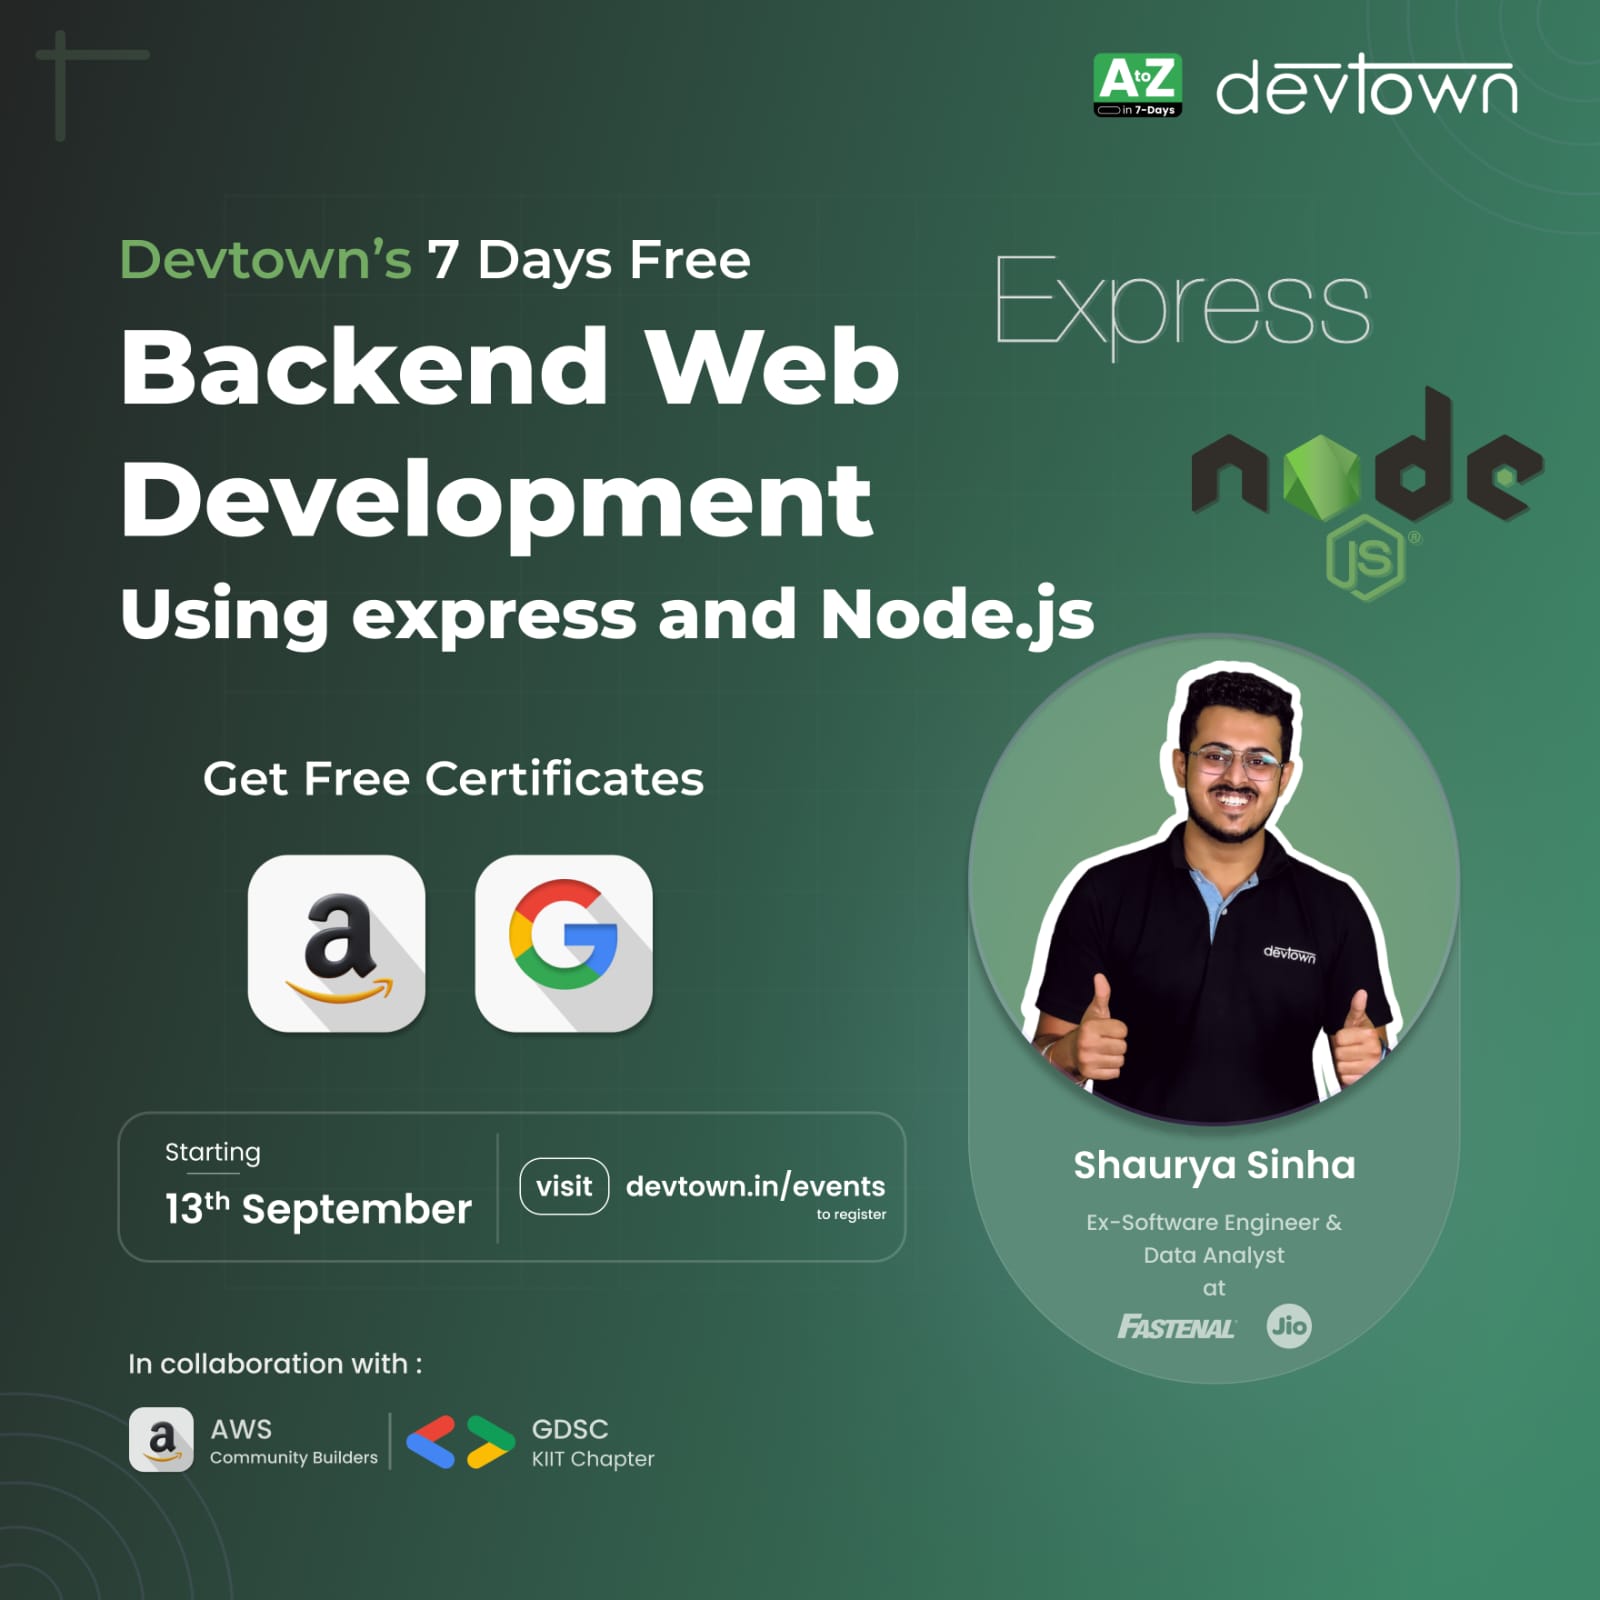 AtoZ
in 7-Days
devtown
Devtown's 7 Days Free
Backend Web
Development
Using express and Node.js
Express
node
JS®
Get Free Certificates
a
G
devtown
Starting
13th September
visit devtown.in/events
to register
Shaurya Sinha
Ex-Software Engineer &
Data Analyst
at
FASTENAL Jio
In collaboration with :
a
AWS
Community Builders
GDSC
KIIT Chapter